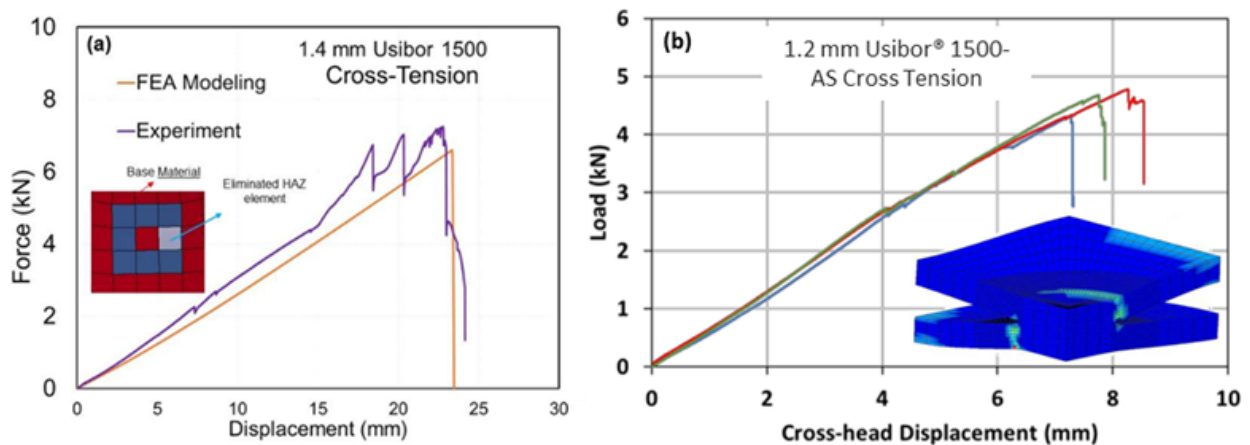 (a)
1.4 mm Usibor 1500
Cross-Tension
FEA Modeling
Experiment
Base Material
Eliminated HAZ
element
10
8
6
4
2
0
Force (kN)
0 5 10 15 20 25 30
Displacement (mm)
(b)
1.2 mm Usibor® 1500-
AS Cross Tension
6
5
4
3
2
1
0
Load (kN)
0 2 4 6 8 10
Cross-head Displacement (mm)